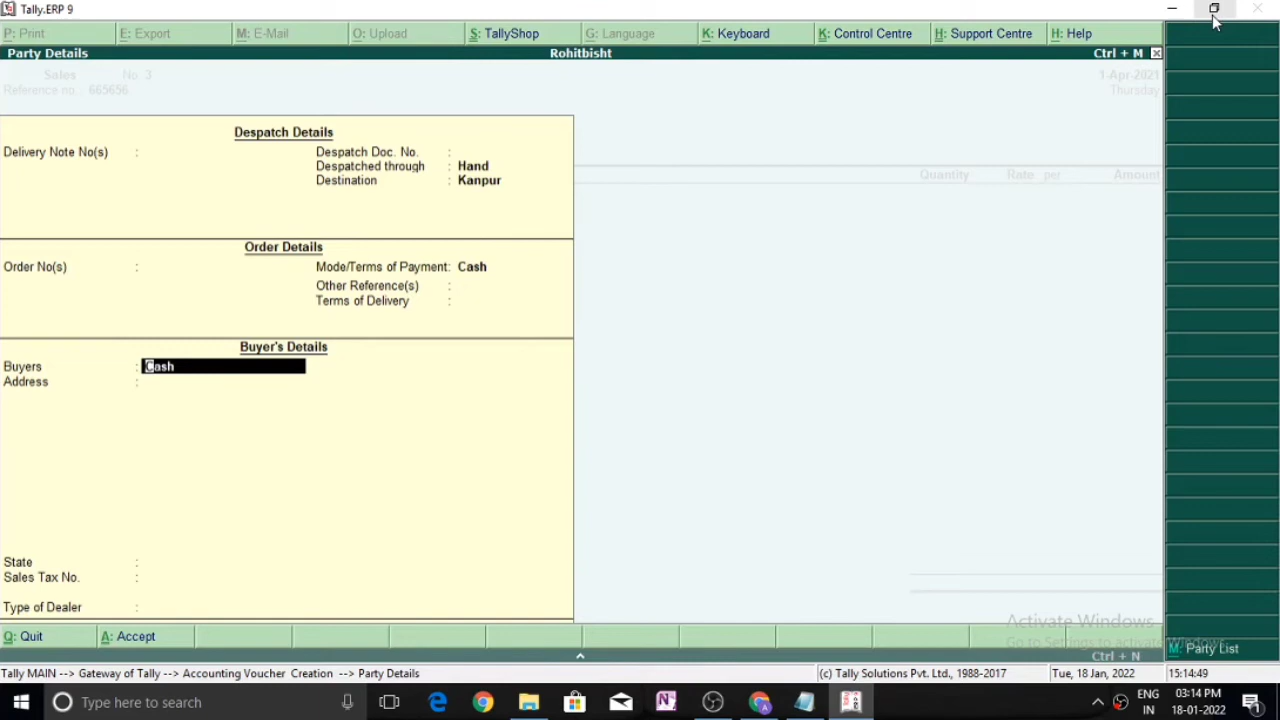 Tally.ERP 9
P: Print E: Export M: E-Mail O: Upload S: TallyShop G: Language K: Keyboard K: Control Centre H: Support Centre H: Help
Party Details Rohitbisht Ctrl + M
Sales No. 3 1-Apr-2021
Reference no.: 665656 Thursday
Despatch Details
Delivery Note No(s) : Despatch Doc. No. :
Despatched through : Hand
Destination : Kanpur
Quantity Rate per Amount
Order Details
Order No(s) : Mode/Terms of Payment: Cash
Other Reference(s) :
Terms of Delivery :
Buyer's Details
Buyers : Cash
Address :
State :
Sales Tax No. :
Type of Dealer :
Activate Windows
Go to Settings to activate Windows.
Q: Quit A: Accept
M: Party List
Ctrl + N
Tally MAIN --> Gateway of Tally --> Accounting Voucher Creation --> Party Details (c) Tally Solutions Pvt. Ltd., 1988-2017 Tue, 18 Jan, 2022 15:14:49
Type here to search
ENG
IN
03:14 PM
18-01-2022
1